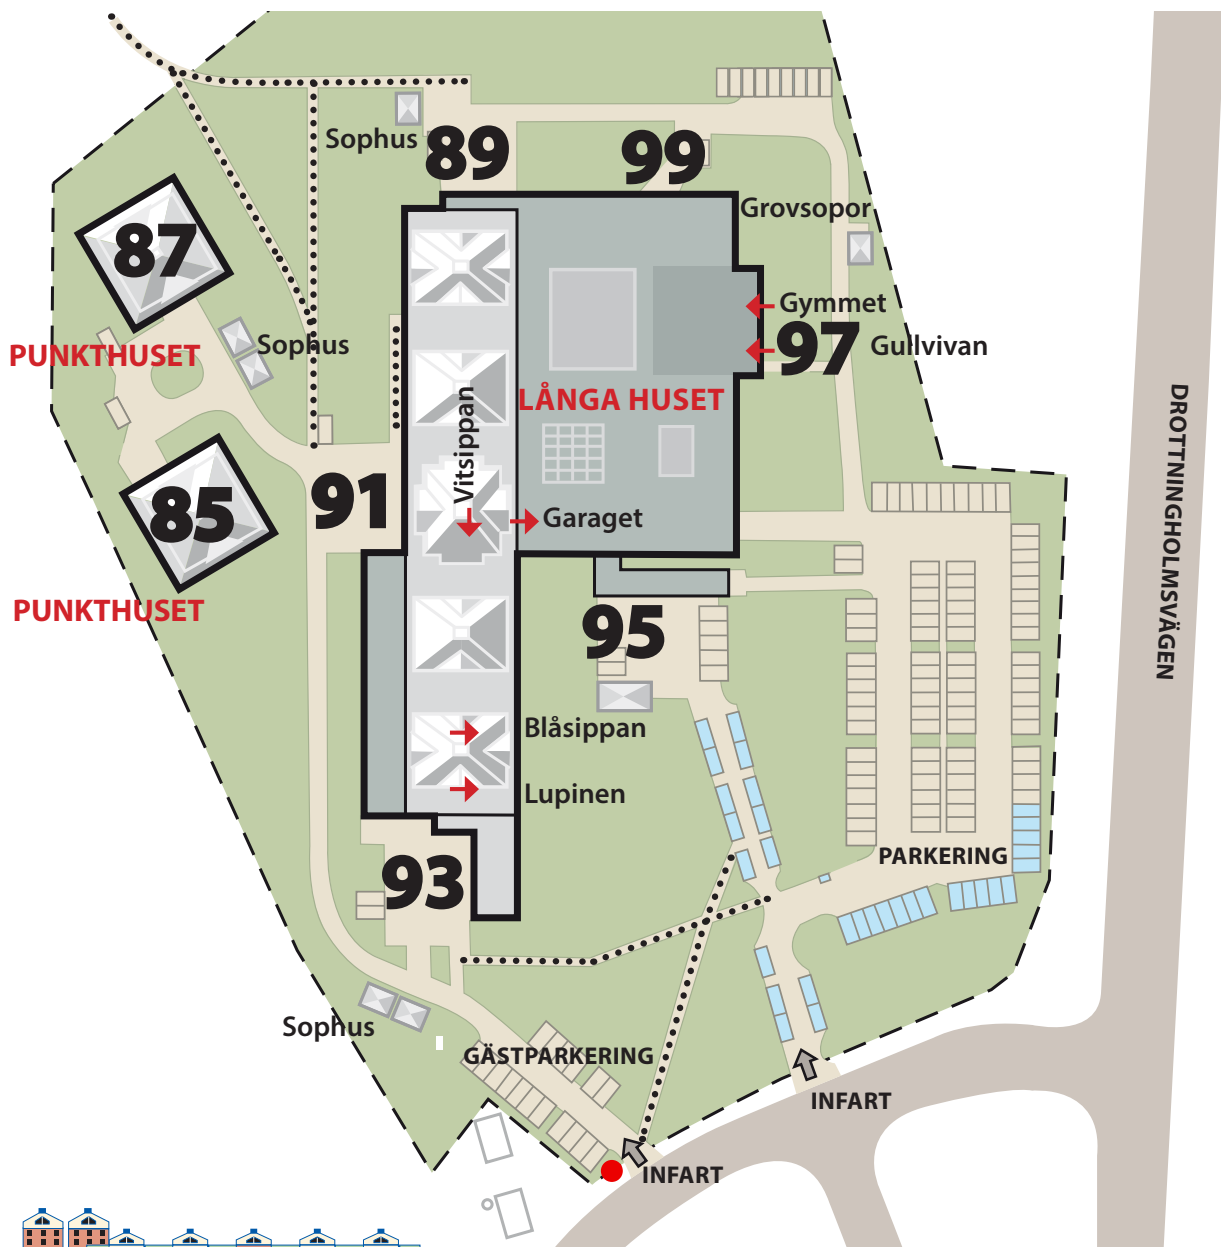 Sophus
89
99
Grovsopor
87
Gymmet
97
Gullvivan
Sophus
PUNKTHUSET
LÅNGA HUSET
Vitsippan
DROTTNINGHOLMSVÄGEN
91
85
Garaget
PUNKTHUSET
95
Blåsippan
Lupinen
PARKERING
93
Sophus
GÄSTPARKERING
INFART
INFART